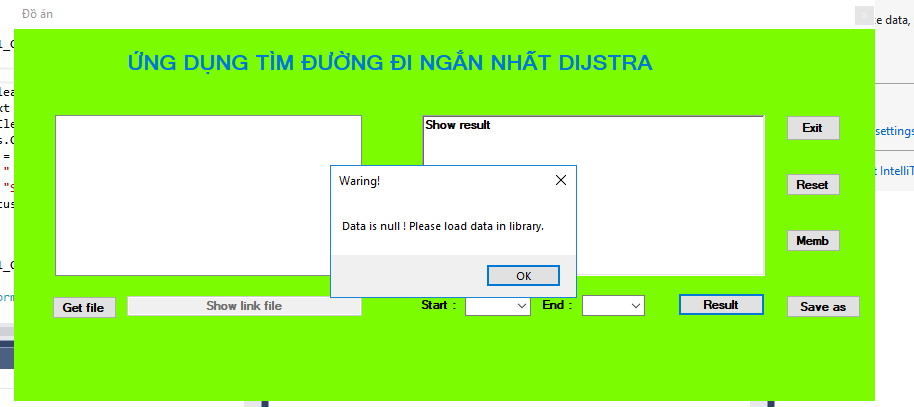 Đồ án
ỨNG DỤNG TÌM ĐƯỜNG ĐI NGẮN NHẤT DIJSTRA
Show result
Exit
Waring!
Reset
Data is null ! Please load data in library.
Memb
OK
Get file
Show link file
Start :
End :
Result
Save as
data,
settings